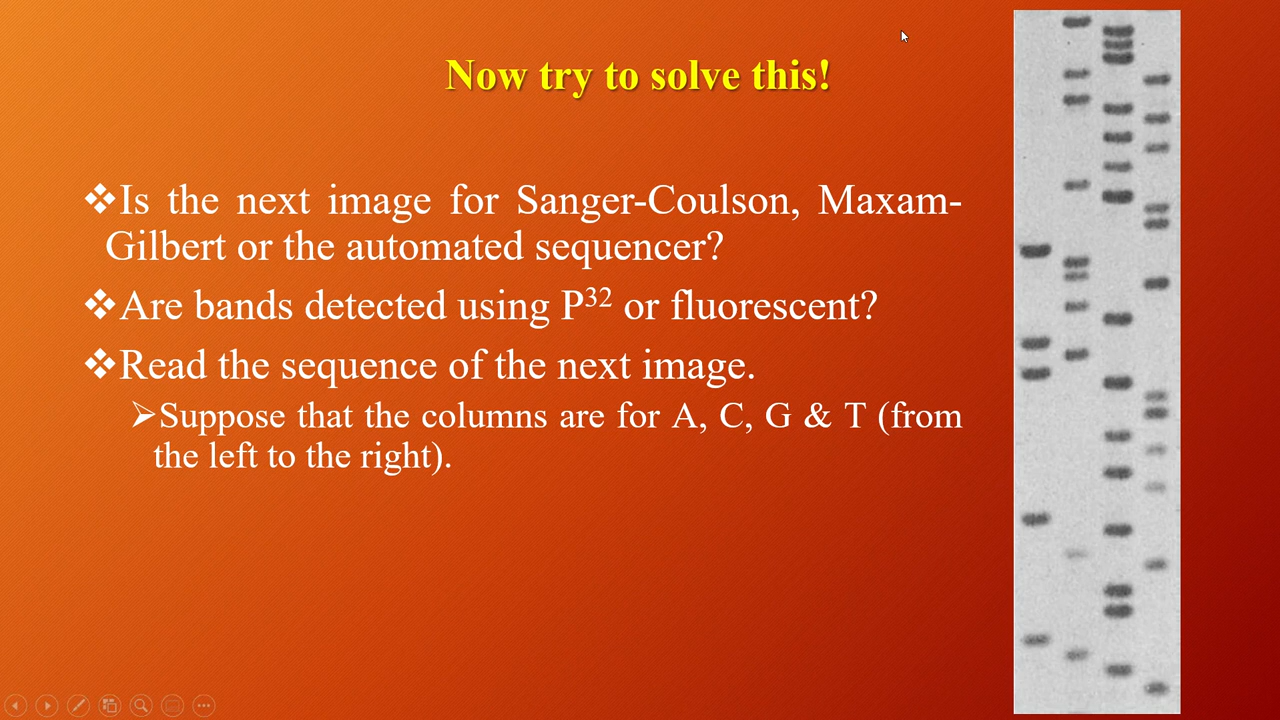 Now try to solve this!
❖Is the next image for Sanger-Coulson, Maxam-
Gilbert or the automated sequencer?
❖Are bands detected using P³² or fluorescent?
❖Read the sequence of the next image.
➢Suppose that the columns are for A, C, G & T (from
the left to the right).